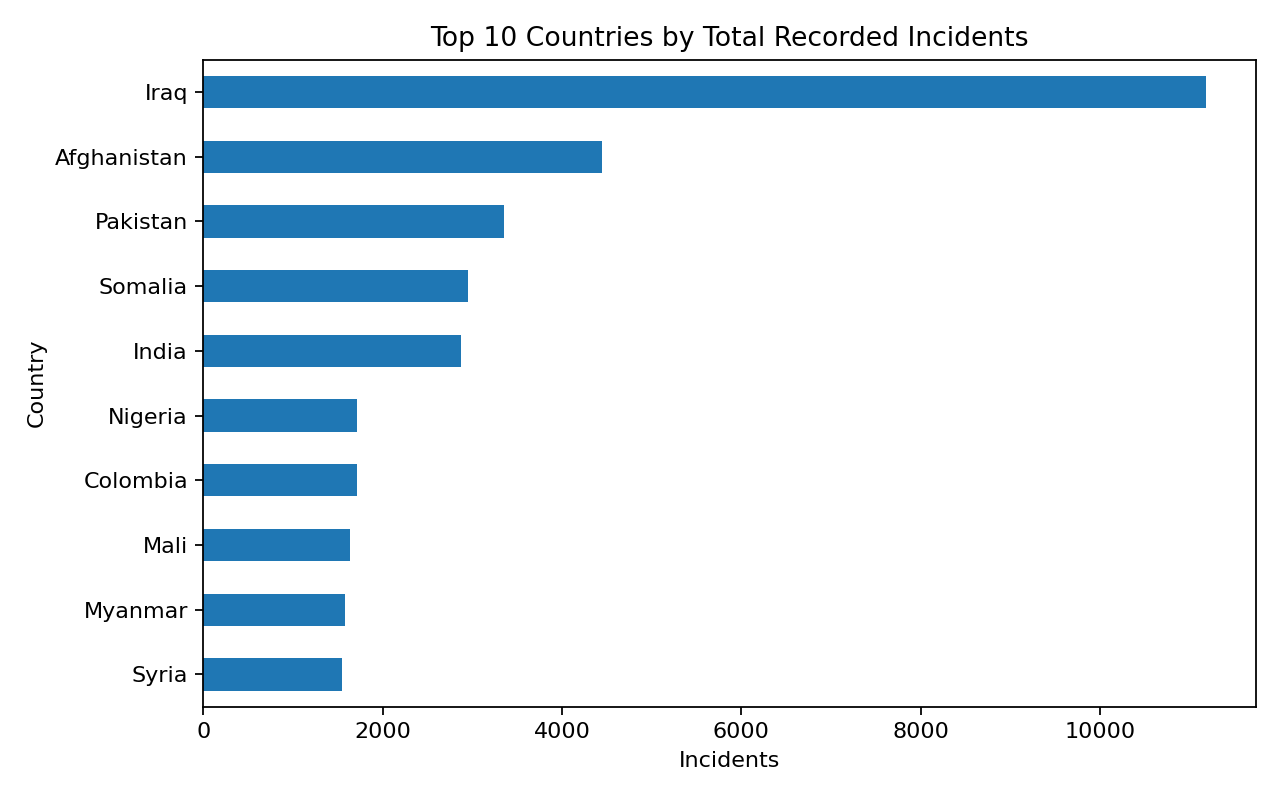 Top 10 Countries by Total Recorded Incidents
Country
Iraq
Afghanistan
Pakistan
Somalia
India
Nigeria
Colombia
Mali
Myanmar
Syria
0 2000 4000 6000 8000 10000
Incidents